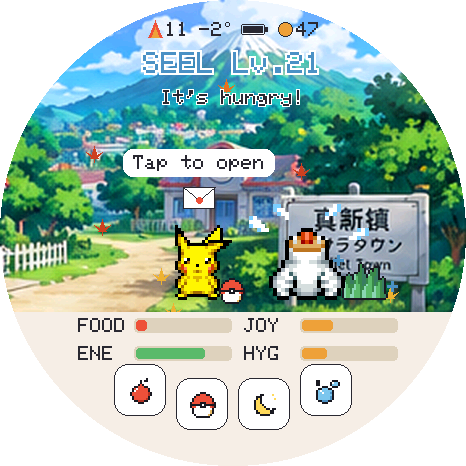 11 -2° 47
SEEL Lv.21
It's hungry!
Tap to open
真新镇
ラタウン
Town
FOOD JOY
ENE HYG